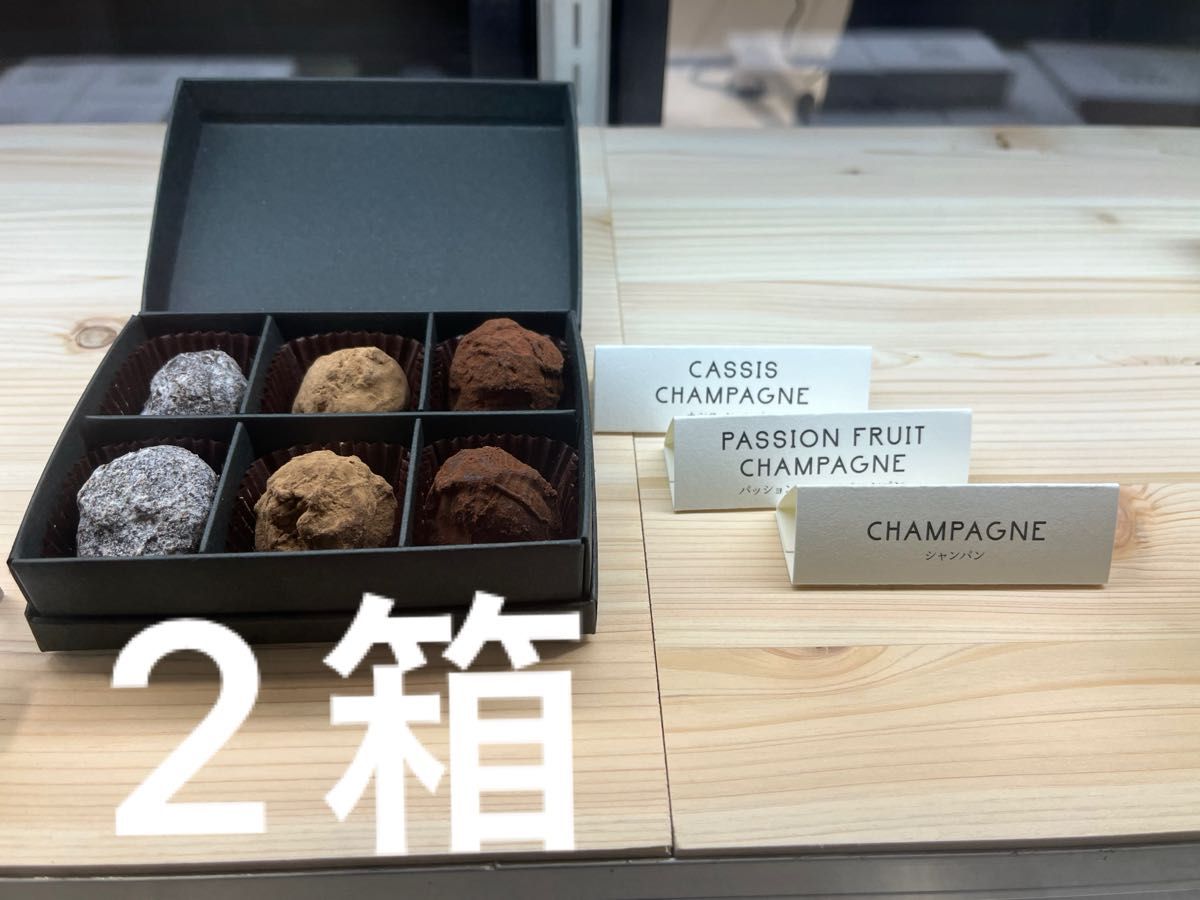 CASSIS
CHAMPAGNE
PASSION FRUIT
CHAMPAGNE
CHAMPAGNE
シャンパン
2箱